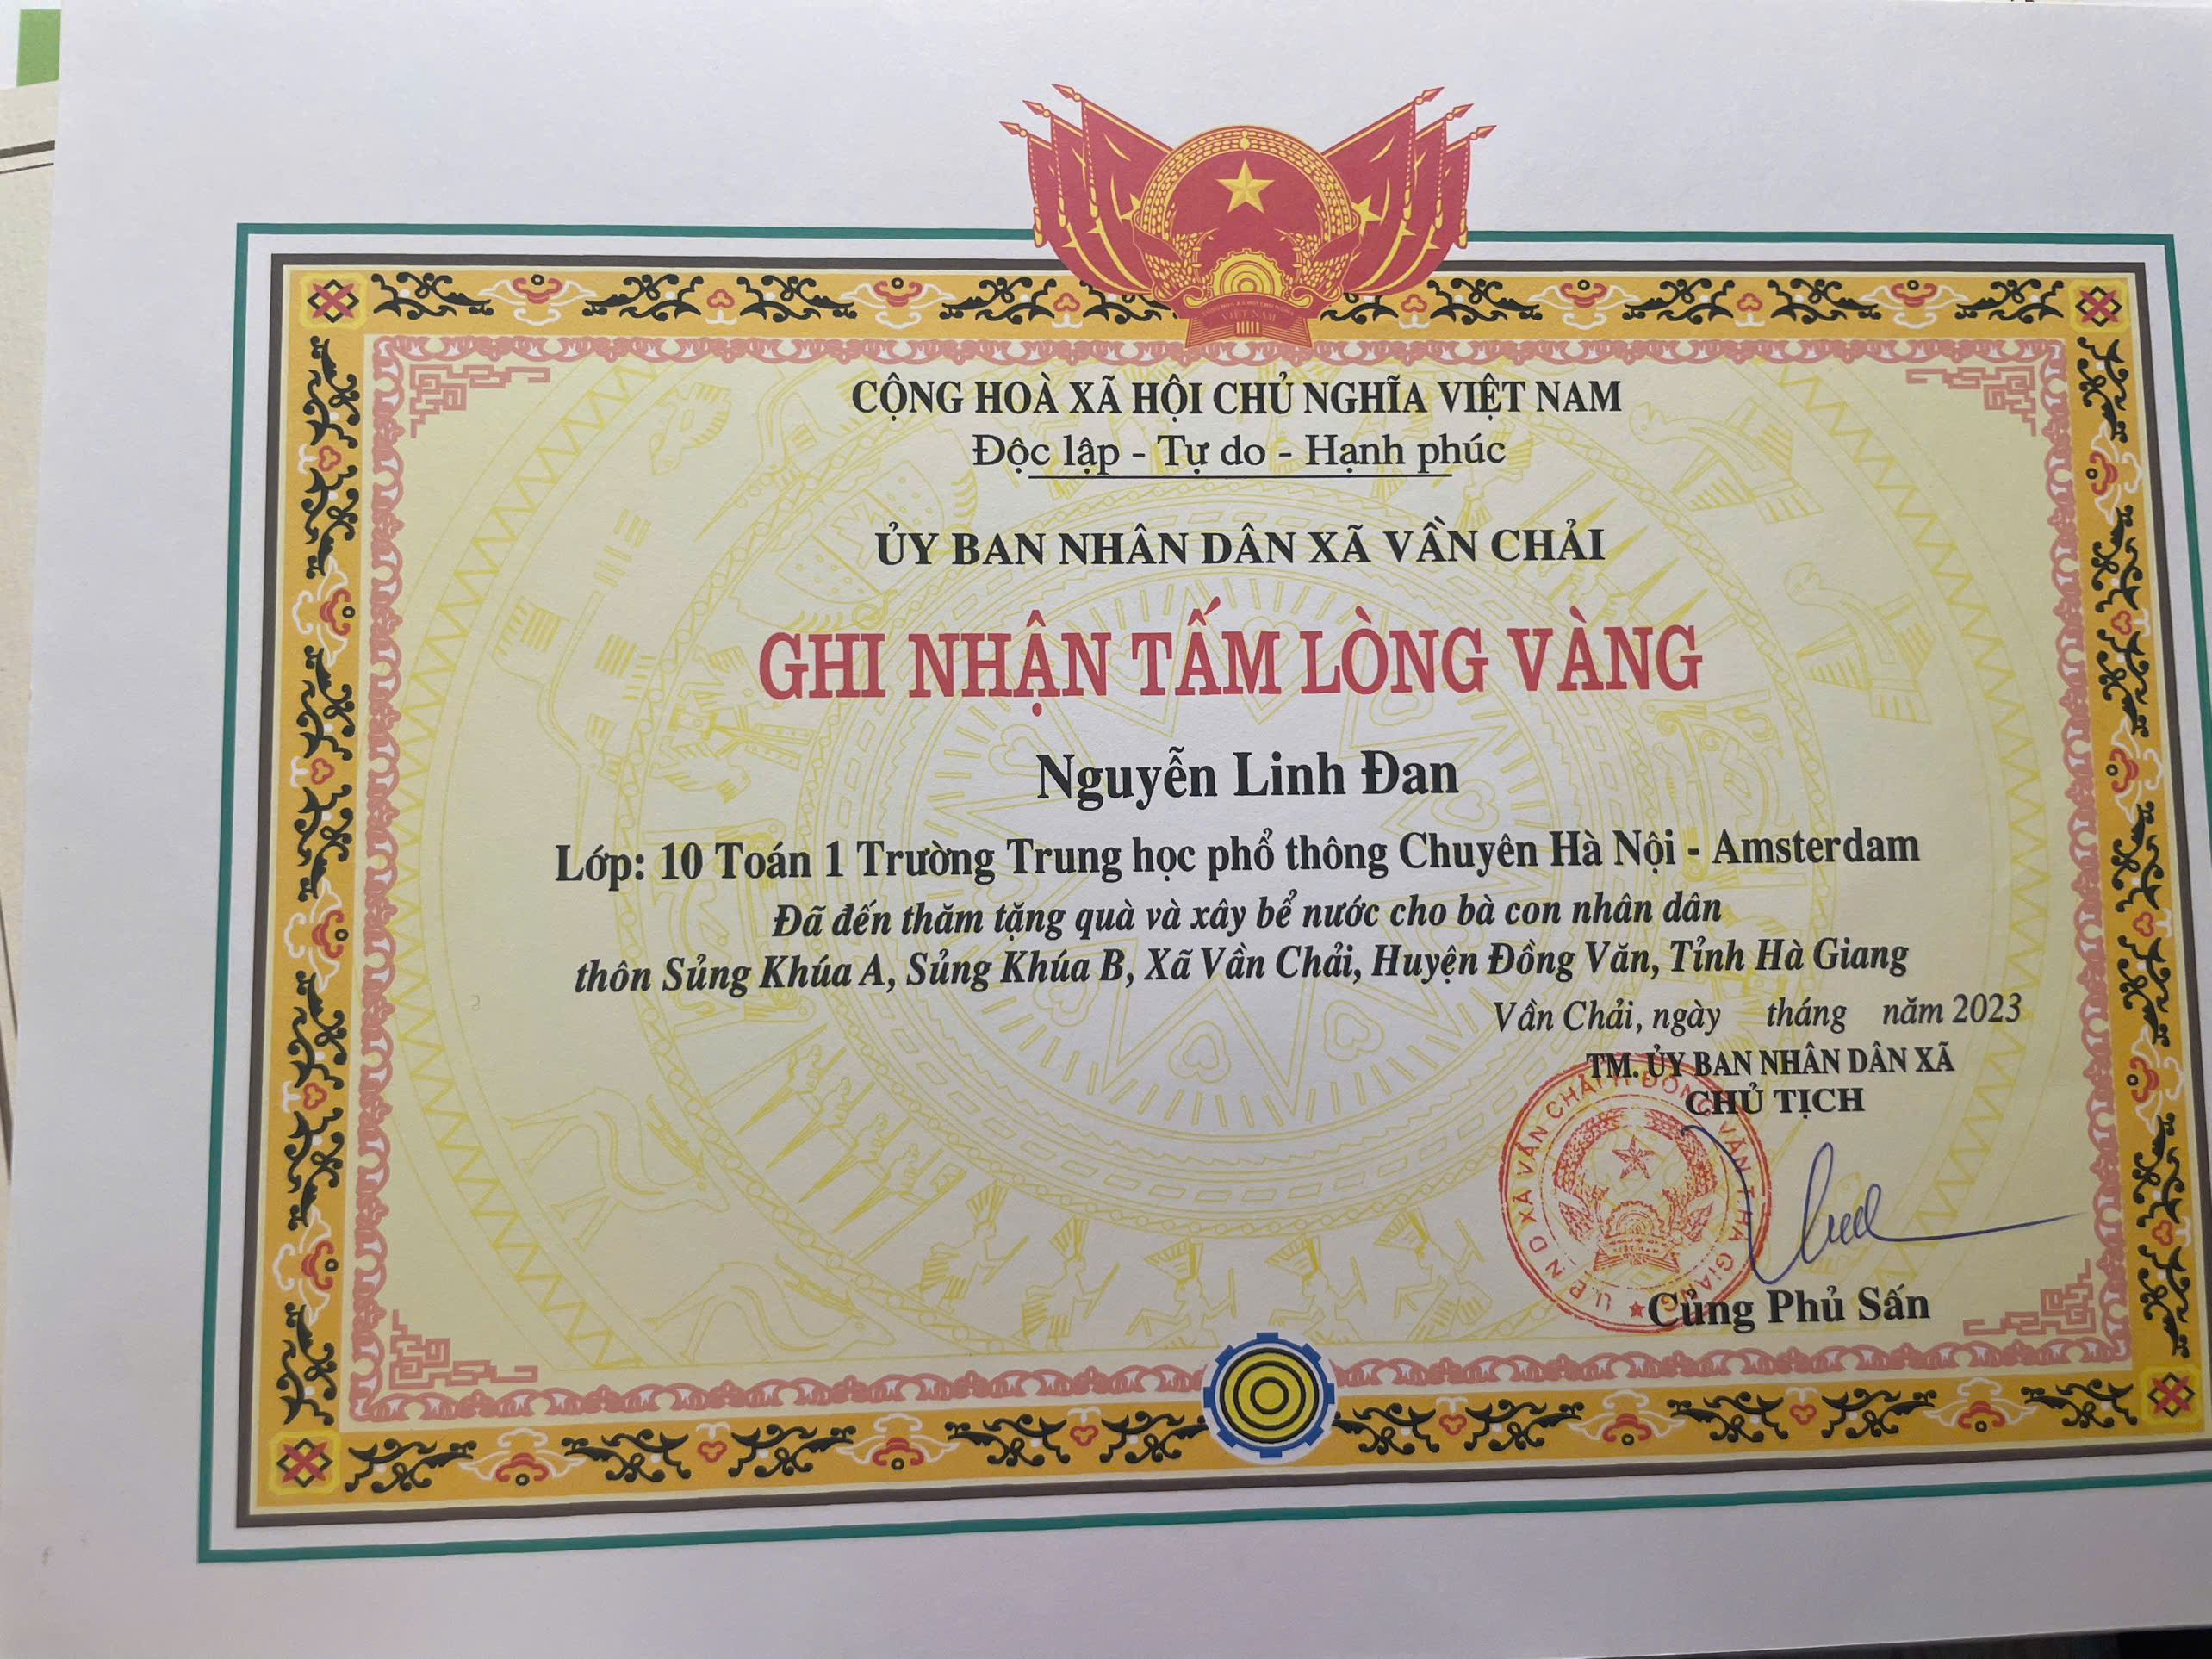 VIỆT NAM
CỘNG HOÀ XÃ HỘI CHỦ NGHĨA VIỆT NAM
Độc lập - Tự do - Hạnh phúc
ỦY BAN NHÂN DÂN XÃ VẦN CHẢI
GHI NHẬN TẤM LÒNG VÀNG
Nguyễn Linh Đan
Lớp: 10 Toán 1 Trường Trung học phổ thông Chuyên Hà Nội - Amsterdam
Đã đến thăm tặng quà và xây bể nước cho bà con nhân dân
thôn Sủng Khúa A, Sủng Khúa B, Xã Vần Chải, Huyện Đồng Văn, Tỉnh Hà Giang
Vần Chải, ngày tháng năm 2023
TM. ỦY BAN NHÂN DÂN XÃ
CHỦ TỊCH
U.B.N.D XÃ VẦN CHẢI H. ĐỒNG VĂN T. HÀ GIANG
Củng Phủ Sấn